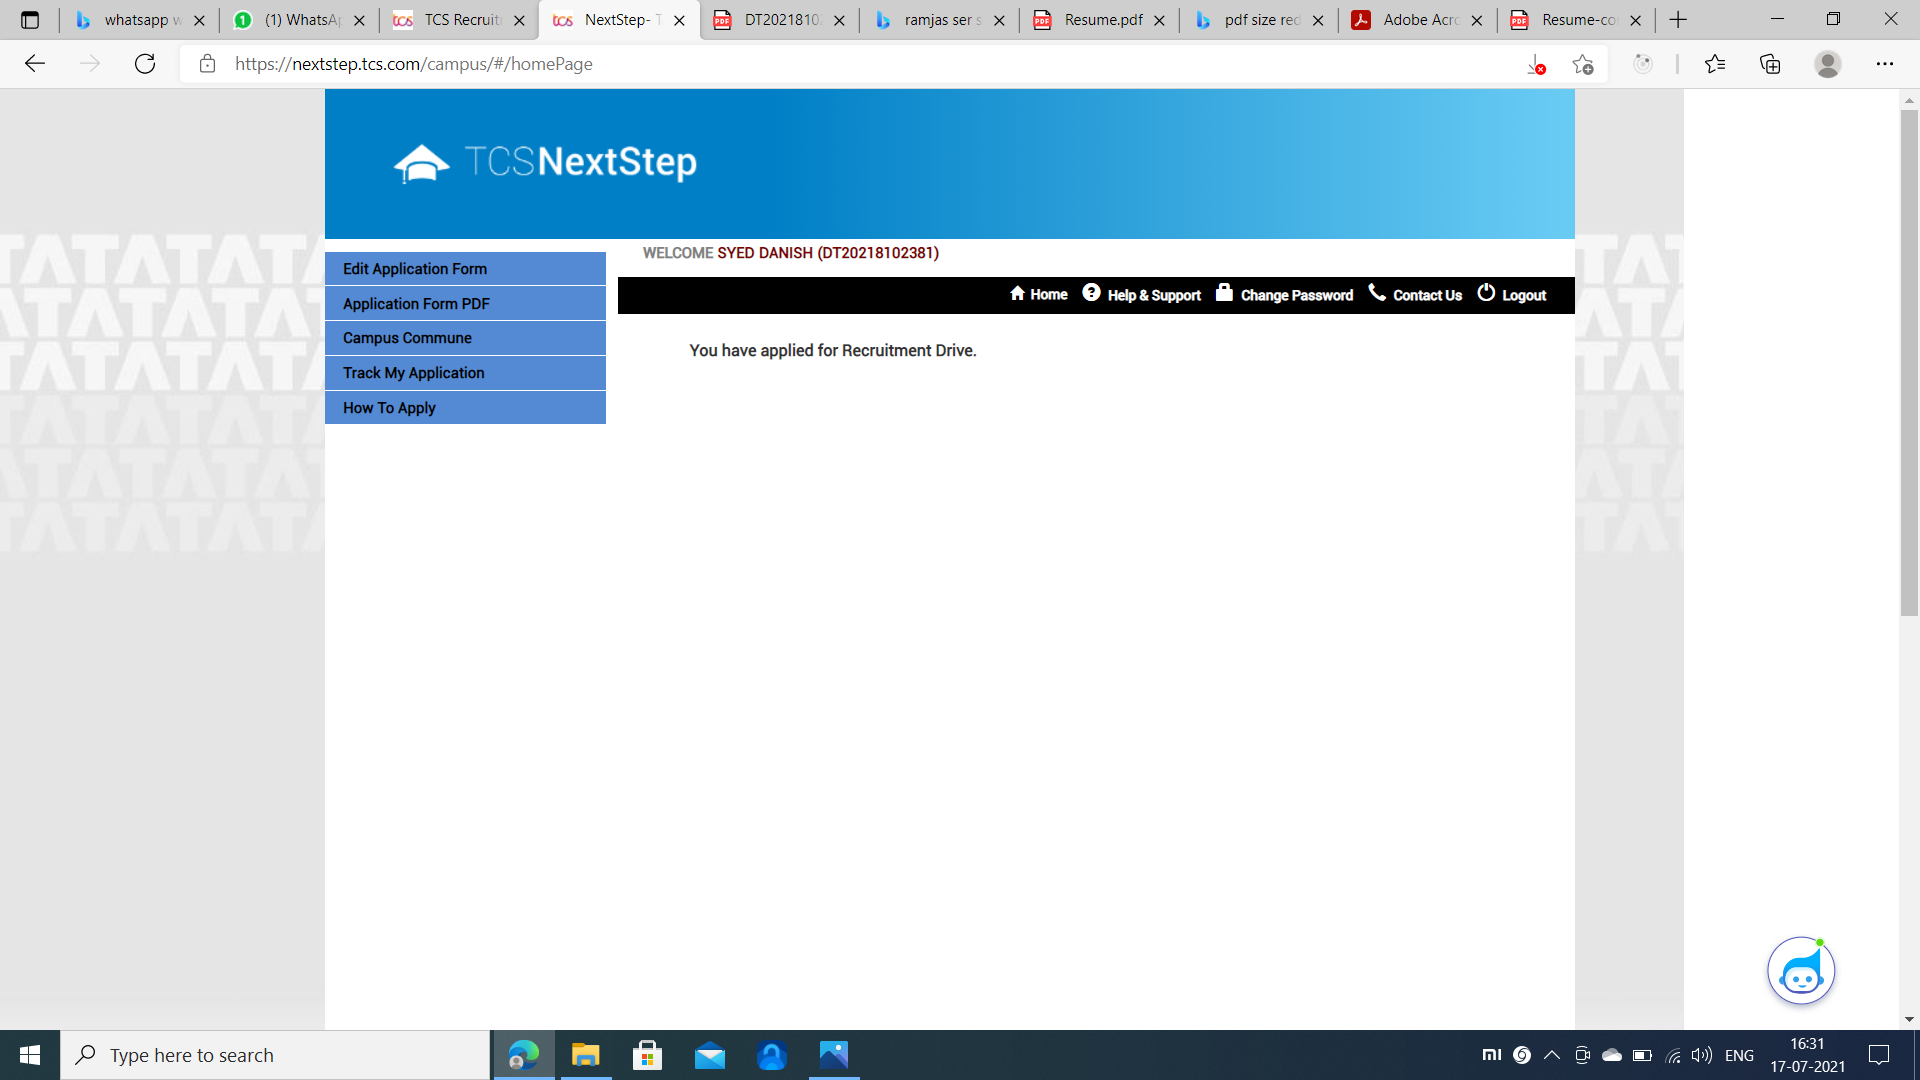 whatsapp w
(1) WhatsAp
TCS Recruit
NextStep- T
DT20218102
ramjas ser s
Resume.pdf
pdf size red
Adobe Acro
Resume-co
https://nextstep.tcs.com/campus/#/homePage
TCSNextStep
WELCOME SYED DANISH (DT20218102381)
Home
Help & Support
Change Password
Contact Us
Logout
Edit Application Form
Application Form PDF
Campus Commune
Track My Application
How To Apply
You have applied for Recruitment Drive.
Type here to search
ENG
16:31
17-07-2021